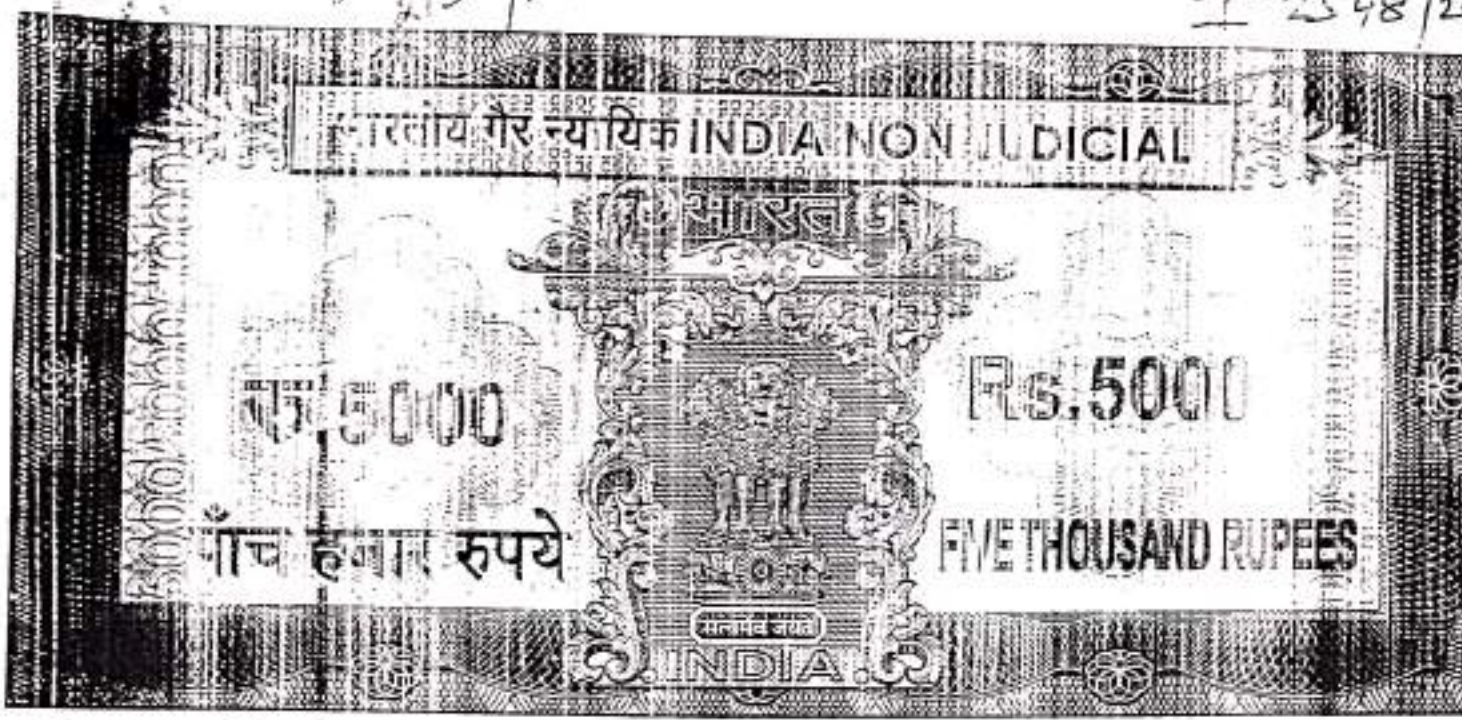 भारतीय गैर न्यायिक INDIA NON JUDICIAL
भारत
रु.5000
Rs.5000
पाँच हजार रुपये
FIVE THOUSAND RUPEES
सत्यमेव जयते
INDIA